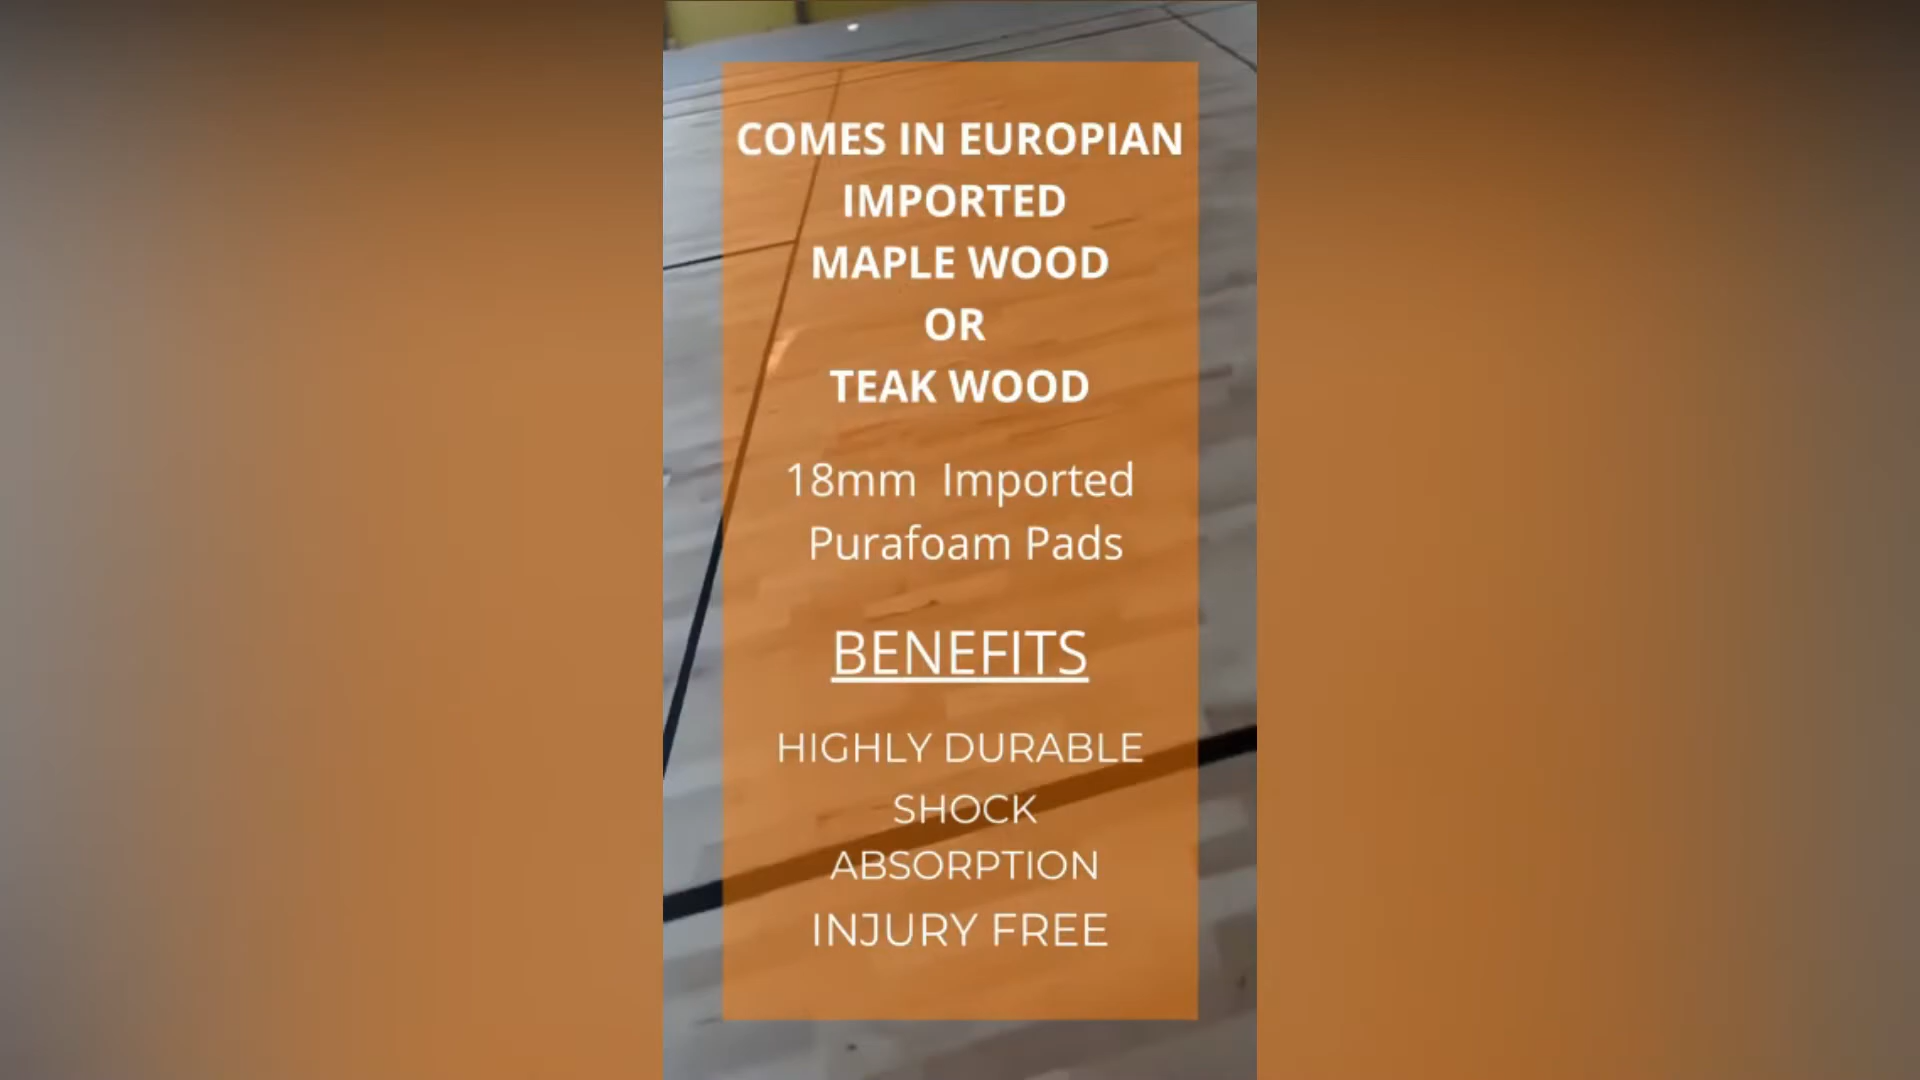 COMES IN EUROPIAN
IMPORTED
MAPLE WOOD
OR
TEAK WOOD
18mm Imported
Purafoam Pads
BENEFITS
HIGHLY DURABLE
SHOCK
ABSORPTION
INJURY FREE